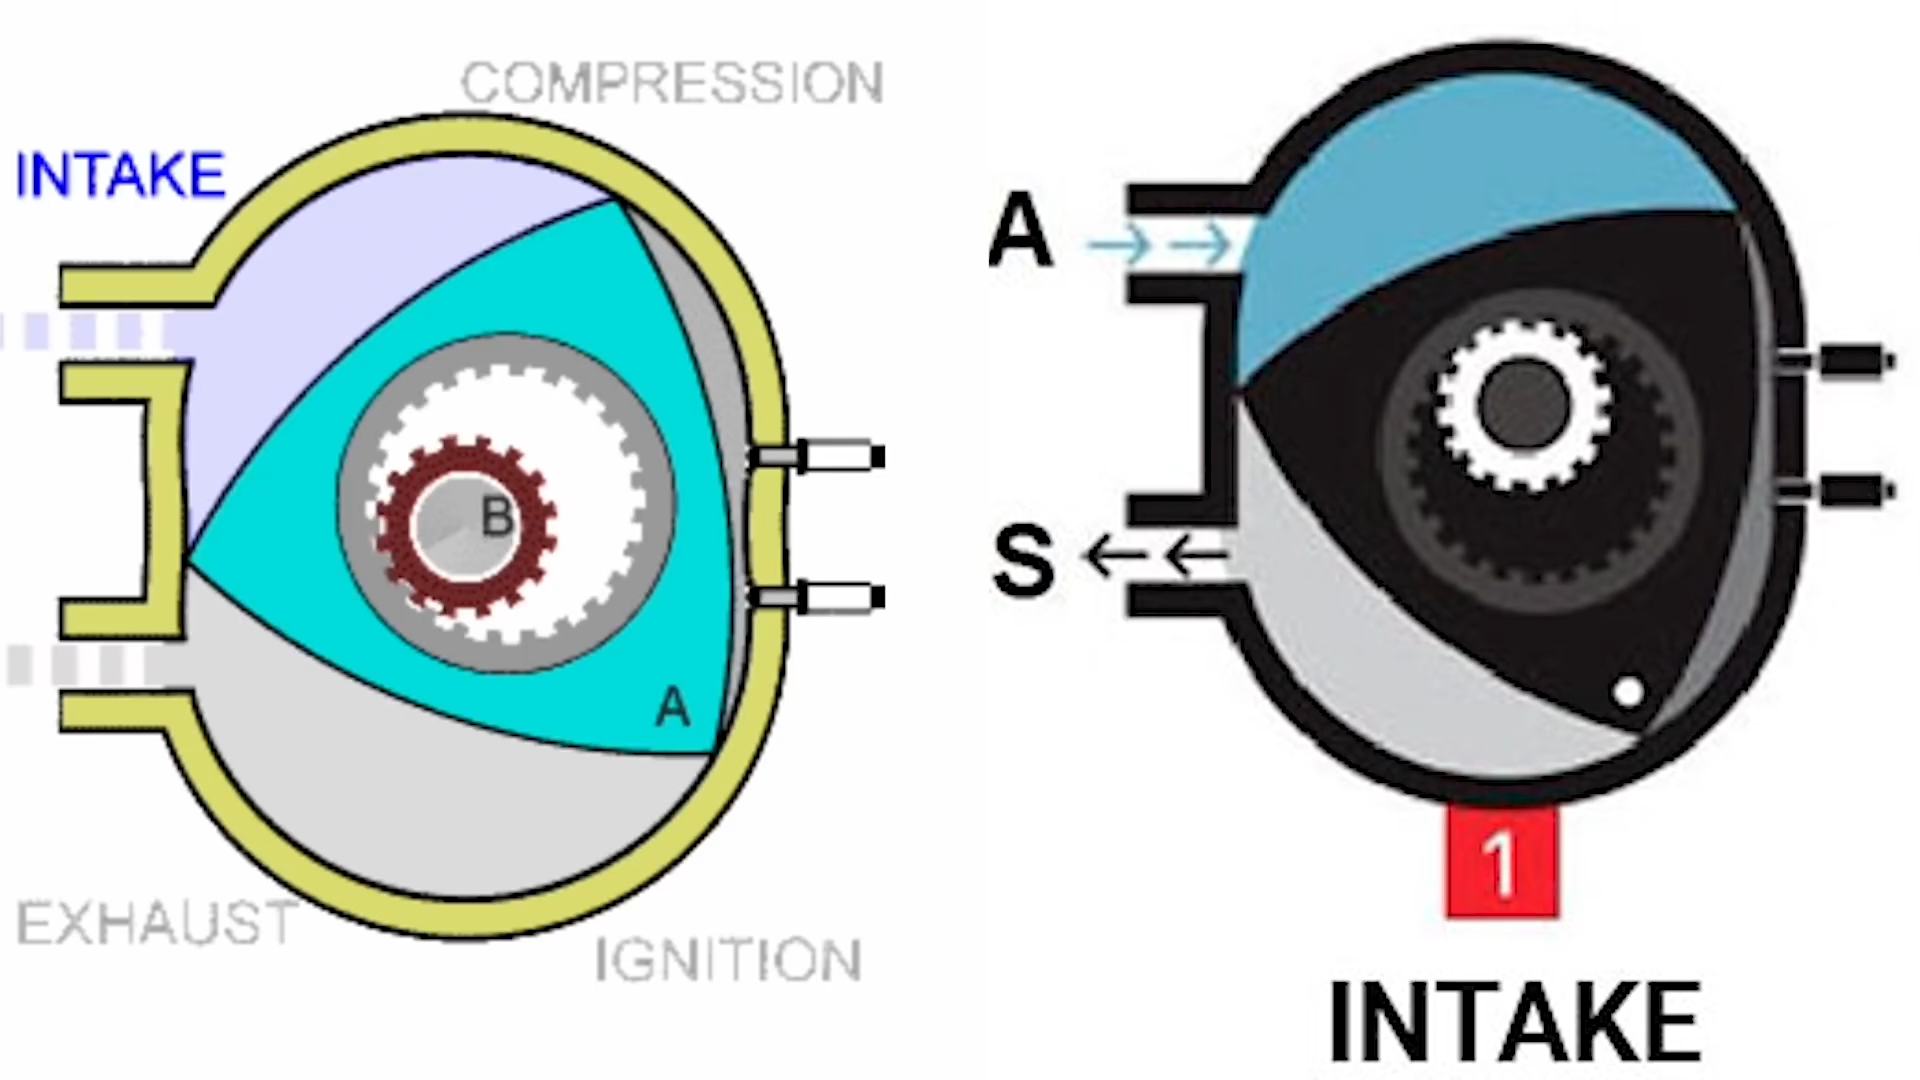 COMPRESSION
INTAKE
B
A
EXHAUST
IGNITION
A
S
1
INTAKE